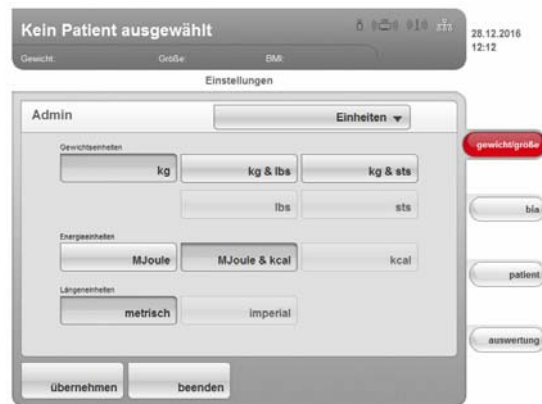 Kein Patient ausgewählt
28.12.2016
12:12
Gewicht: Größe: BMI:
Einstellungen
Admin Einheiten
gewicht/größe
Gewichtseinheiten
kg kg & lbs kg & sts
lbs sts
bia
Energieeinheiten
MJoule MJoule & kcal kcal
patient
Längeneinheiten
metrisch imperial
auswertung
übernehmen beenden